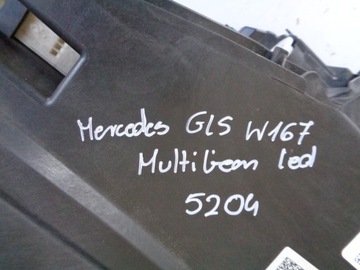 Mercedes GLS W167
Multibeam led
5204